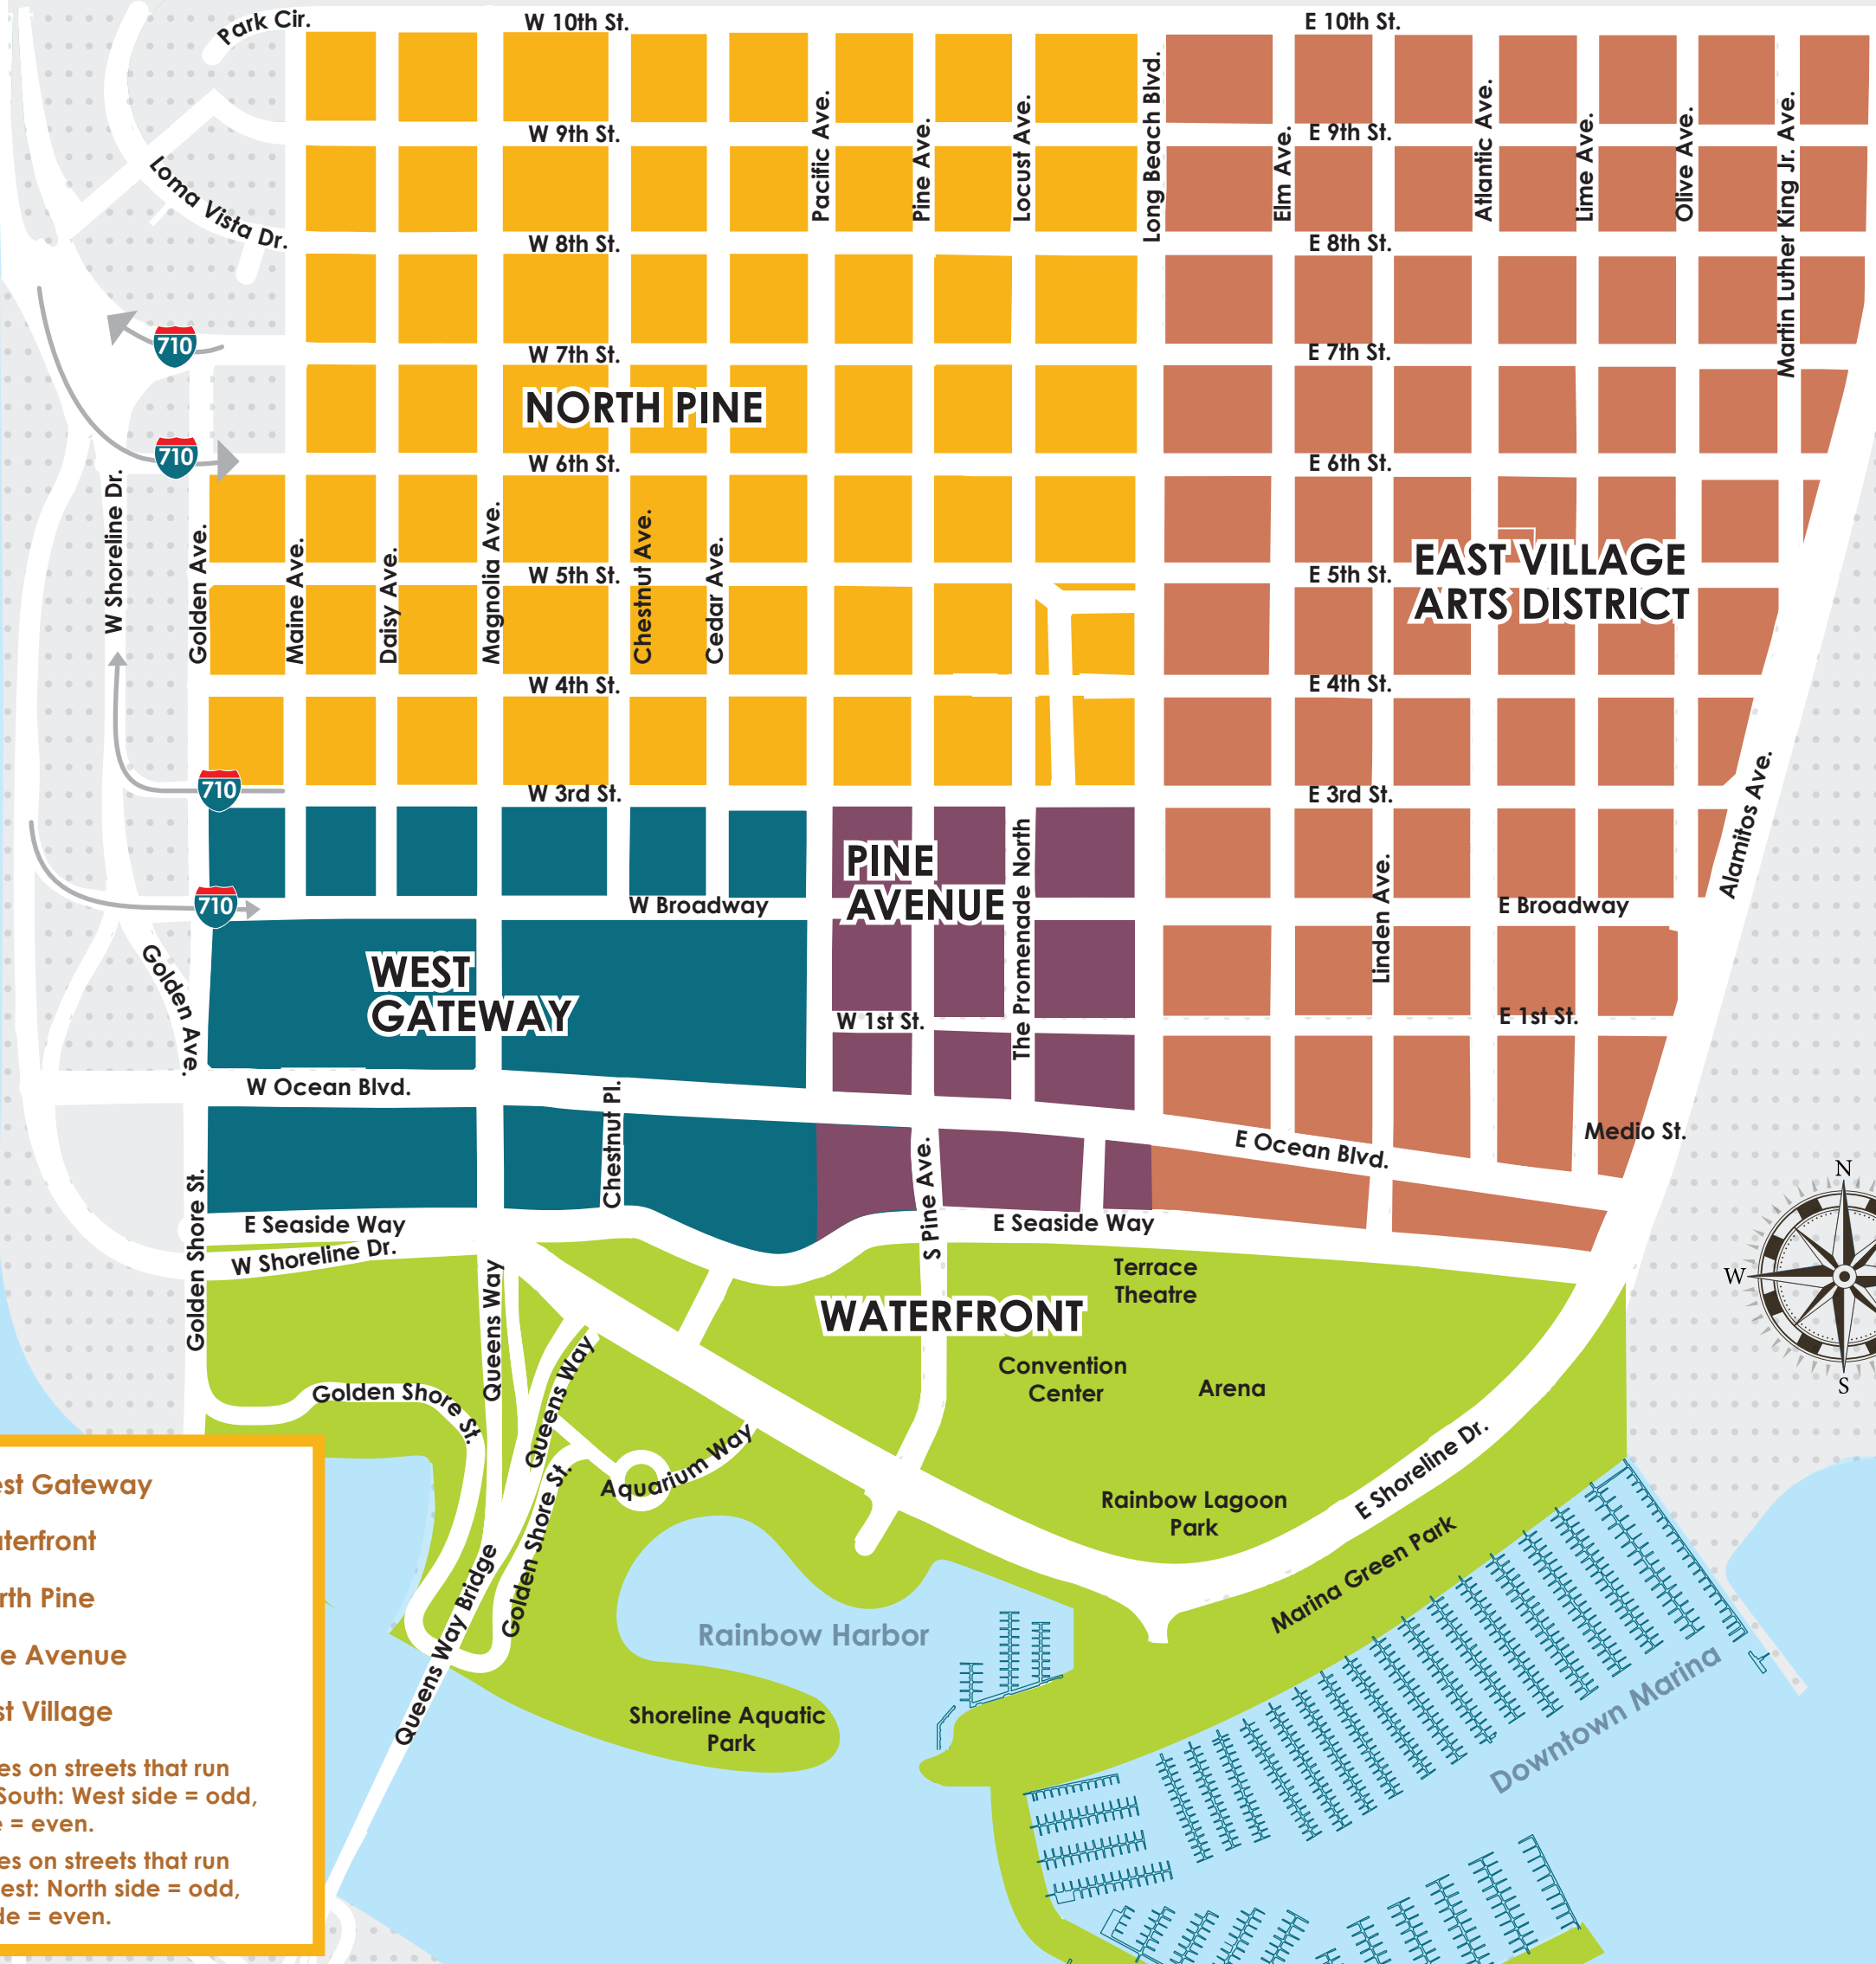 Park Cir.
W 10th St.
E 10th St.
W 9th St.
E 9th St.
Pacific Ave.
Pine Ave.
Locust Ave.
Long Beach Blvd.
Elm Ave.
Atlantic Ave.
Lime Ave.
Olive Ave.
Martin Luther King Jr. Ave.
Loma Vista Dr.
W 8th St.
E 8th St.
710
W 7th St.
E 7th St.
NORTH PINE
710
W 6th St.
E 6th St.
W Shoreline Dr.
Golden Ave.
Maine Ave.
Daisy Ave.
Magnolia Ave.
Chestnut Ave.
Cedar Ave.
W 5th St.
E 5th St.
EAST VILLAGE
ARTS DISTRICT
W 4th St.
E 4th St.
710
W 3rd St.
E 3rd St.
Alamitos Ave.
PINE
AVENUE
The Promenade North
Linden Ave.
710
W Broadway
E Broadway
Golden Ave.
WEST
GATEWAY
W 1st St.
E 1st St.
W Ocean Blvd.
Chestnut Pl.
E Ocean Blvd.
Medio St.
Golden Shore St.
E Seaside Way
S Pine Ave.
E Seaside Way
W Shoreline Dr.
N
W
S
Queens Way
Queens Way
WATERFRONT
Terrace
Theatre
Convention
Center
Arena
Golden Shore St.
Golden Shore St.
Aquarium Way
E Shoreline Dr.
Rainbow Lagoon
Park
Marina Green Park
Queens Way Bridge
Rainbow Harbor
Shoreline Aquatic
Park
Downtown Marina
st Gateway
terfront
rth Pine
e Avenue
st Village
es on streets that run
South: West side = odd,
e = even.
es on streets that run
est: North side = odd,
de = even.